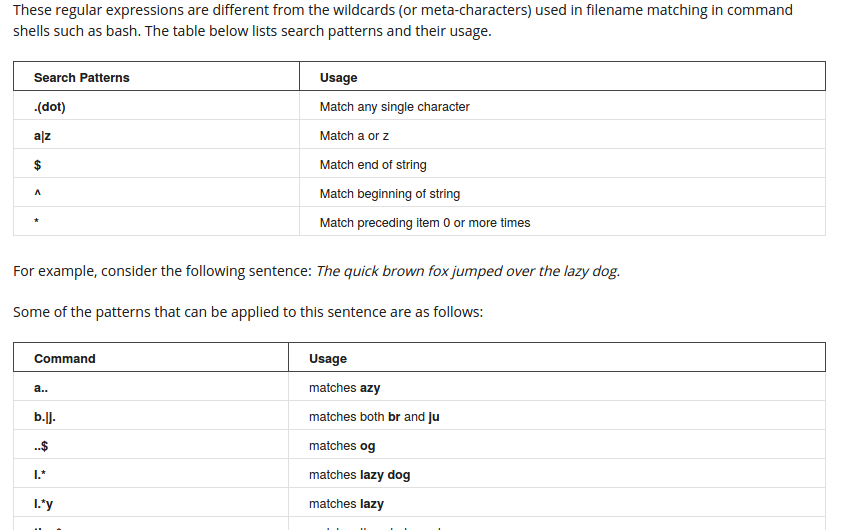 These regular expressions are different from the wildcards (or meta-characters) used in filename matching in command
shells such as bash. The table below lists search patterns and their usage.
Search Patterns Usage
.(dot) Match any single character
a|z Match a or z
$ Match end of string
^ Match beginning of string
* Match preceding item 0 or more times
For example, consider the following sentence: The quick brown fox jumped over the lazy dog.
Some of the patterns that can be applied to this sentence are as follows:
Command Usage
a.. matches azy
b.|j. matches both br and ju
..$ matches og
l.* matches lazy dog
l.*y matches lazy